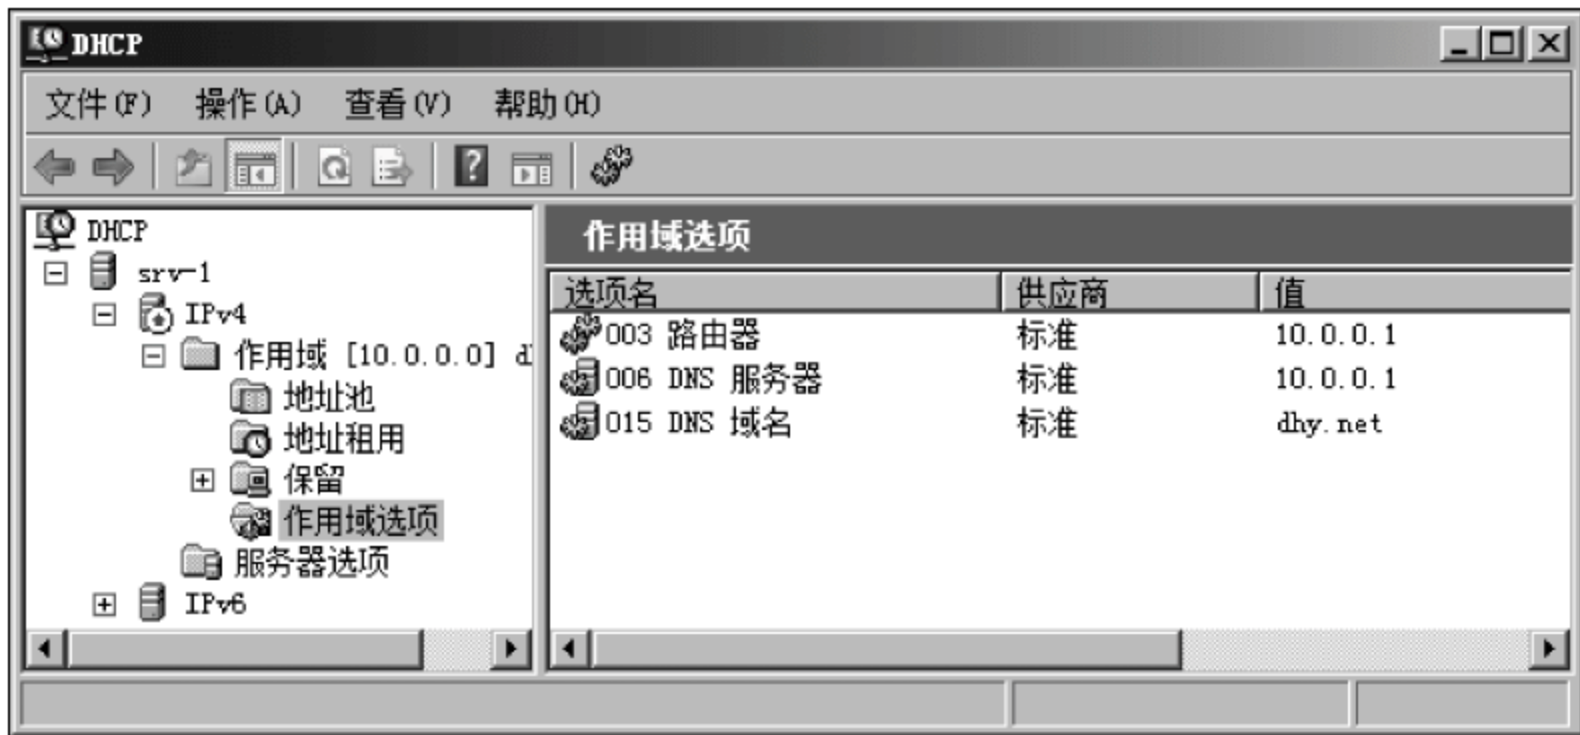 DHCP
文件(F) 操作(A) 查看(V) 帮助(H)
DHCP
srv-1
IPv4
作用域 [10.0.0.0]
地址池
地址租用
保留
作用域选项
服务器选项
IPv6
作用域选项
选项名 供应商 值
003 路由器 标准 10.0.0.1
006 DNS 服务器 标准 10.0.0.1
015 DNS 域名 标准 dhy.net